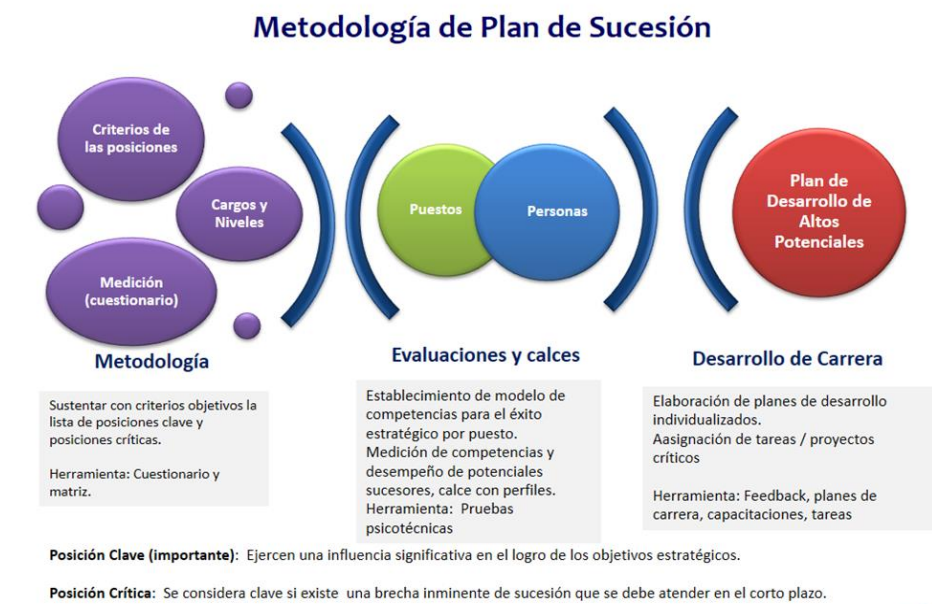 Metodología de Plan de Sucesión
Criterios de
las posiciones
Cargos y
Niveles
Medición
(cuestionario)
Puestos
Personas
Plan de
Desarrollo de
Altos
Potenciales
Metodología
Sustentar con criterios objetivos la
lista de posiciones clave y
posiciones críticas.
Herramienta: Cuestionario y
matriz.
Evaluaciones y calces
Establecimiento de modelo de
competencias para el éxito
estratégico por puesto.
Medición de competencias y
desempeño de potenciales
sucesores, calce con perfiles.
Herramienta: Pruebas
psicotécnicas
Desarrollo de Carrera
Elaboración de planes de desarrollo
individualizados.
Aasignación de tareas / proyectos
críticos
Herramienta: Feedback, planes de
carrera, capacitaciones, tareas
Posición Clave (importante): Ejercen una influencia significativa en el logro de los objetivos estratégicos.
Posición Crítica: Se considera clave si existe una brecha inminente de sucesión que se debe atender en el corto plazo.